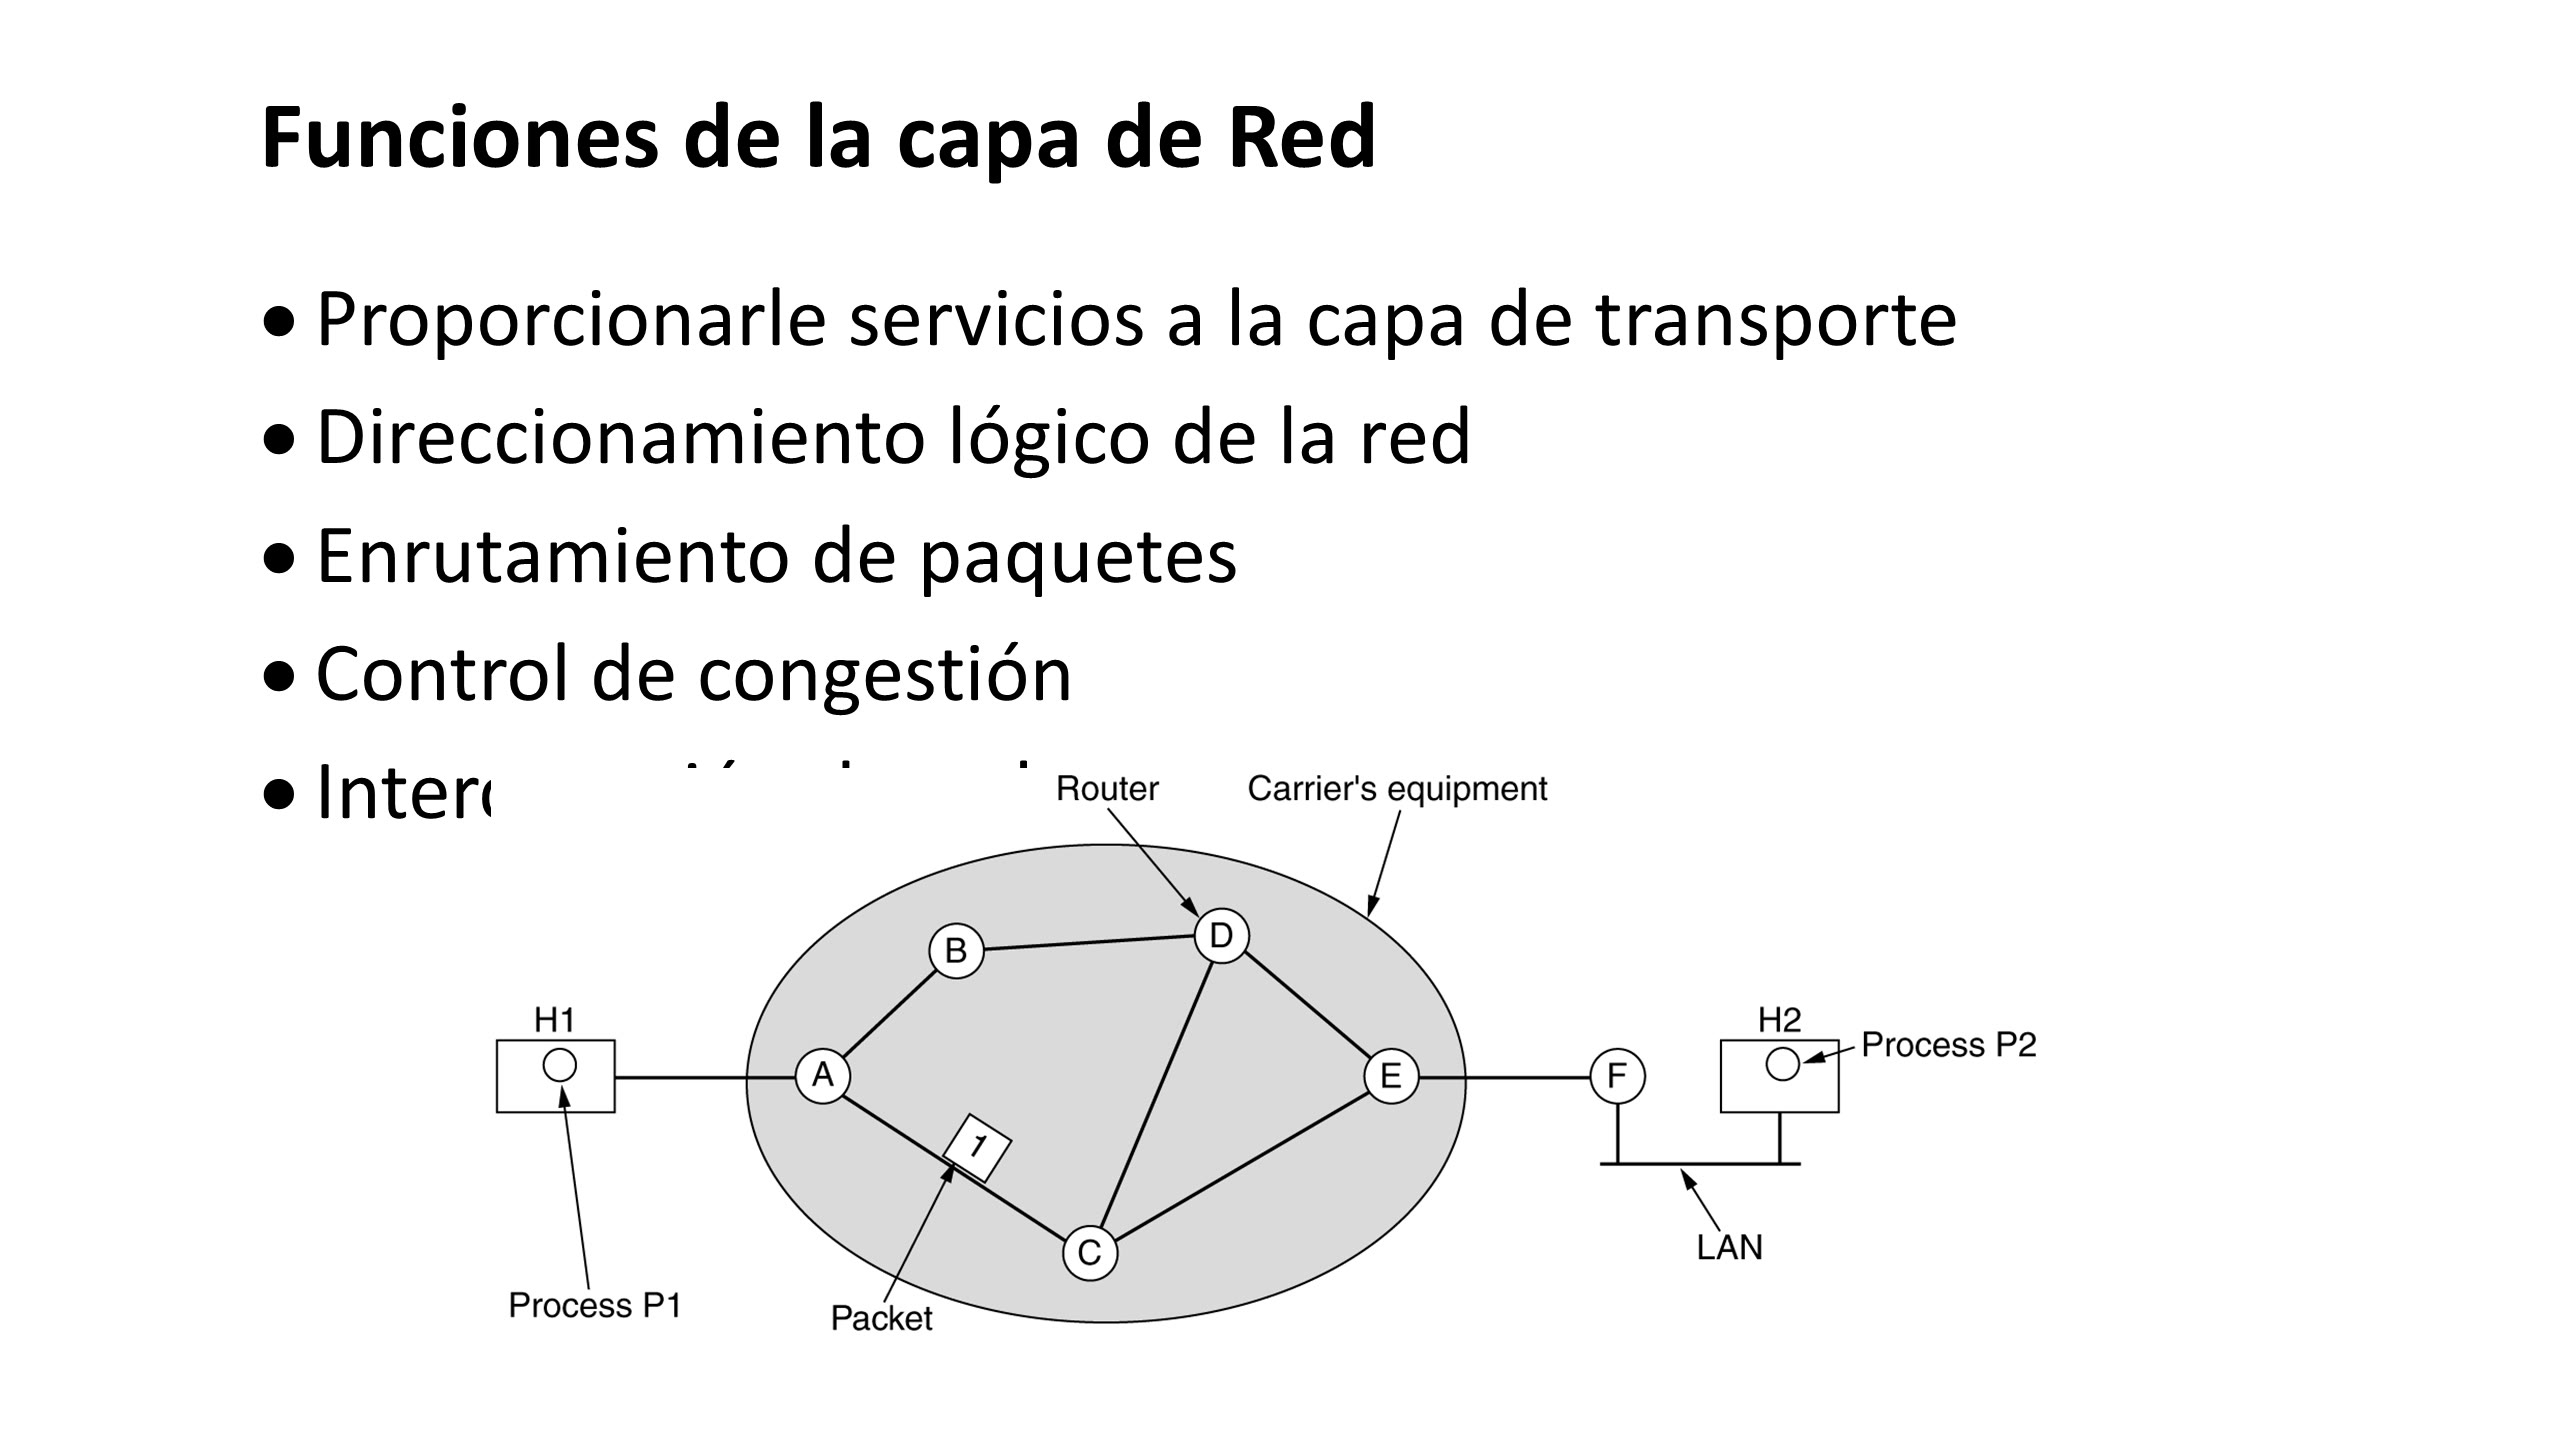 Funciones de la capa de Red
• Proporcionarle servicios a la capa de transporte
• Direccionamiento lógico de la red
• Enrutamiento de paquetes
• Control de congestión
Router
Carrier's equipment
B
D
H1
H2
Process P2
A
E
F
1
C
LAN
Process P1
Packet